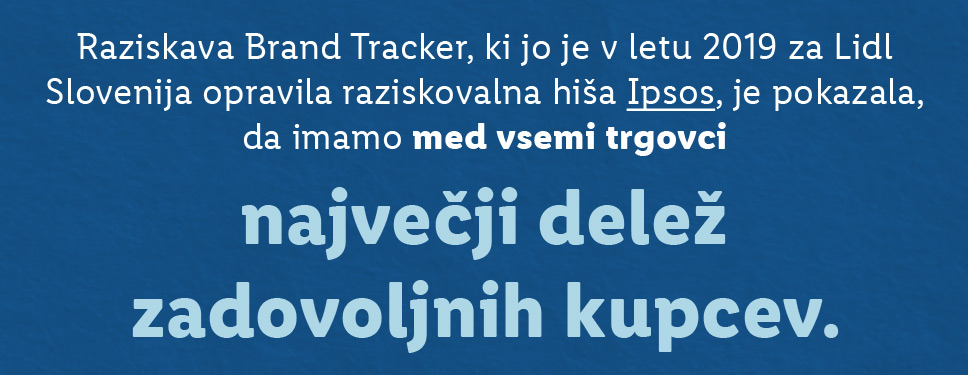 Raziskava Brand Tracker, ki jo je v letu 2019 za Lidl
Slovenija opravila raziskovalna hiša Ipsos, je pokazala,
da imamo med vsemi trgovci
največji delež
zadovoljnih kupcev.